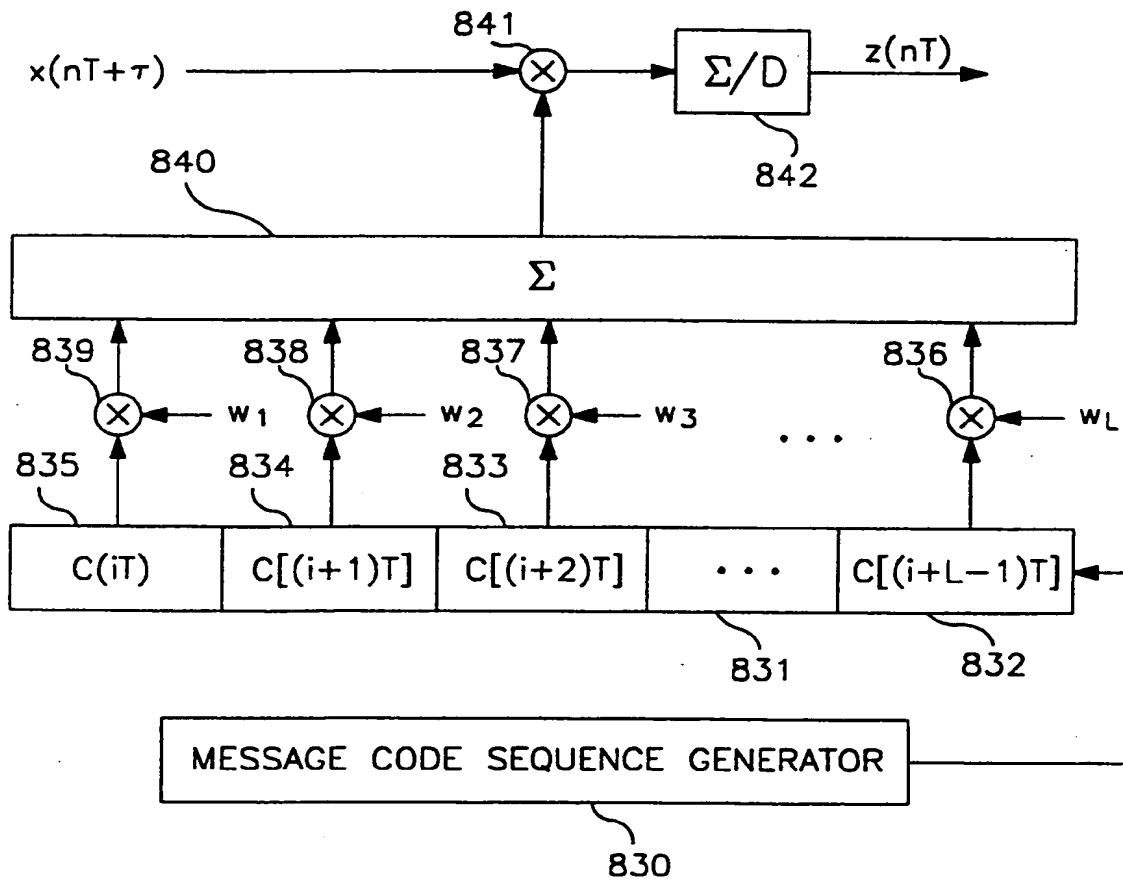 841
x(nT+τ) × Σ/D z(nT)
842
840
Σ
839 838 837 836
× w1 × w2 × w3 ... × wL
835 834 833
C(iT) C[(i+1)T] C[(i+2)T] ... C[(i+L−1)T]
831 832
MESSAGE CODE SEQUENCE GENERATOR
830